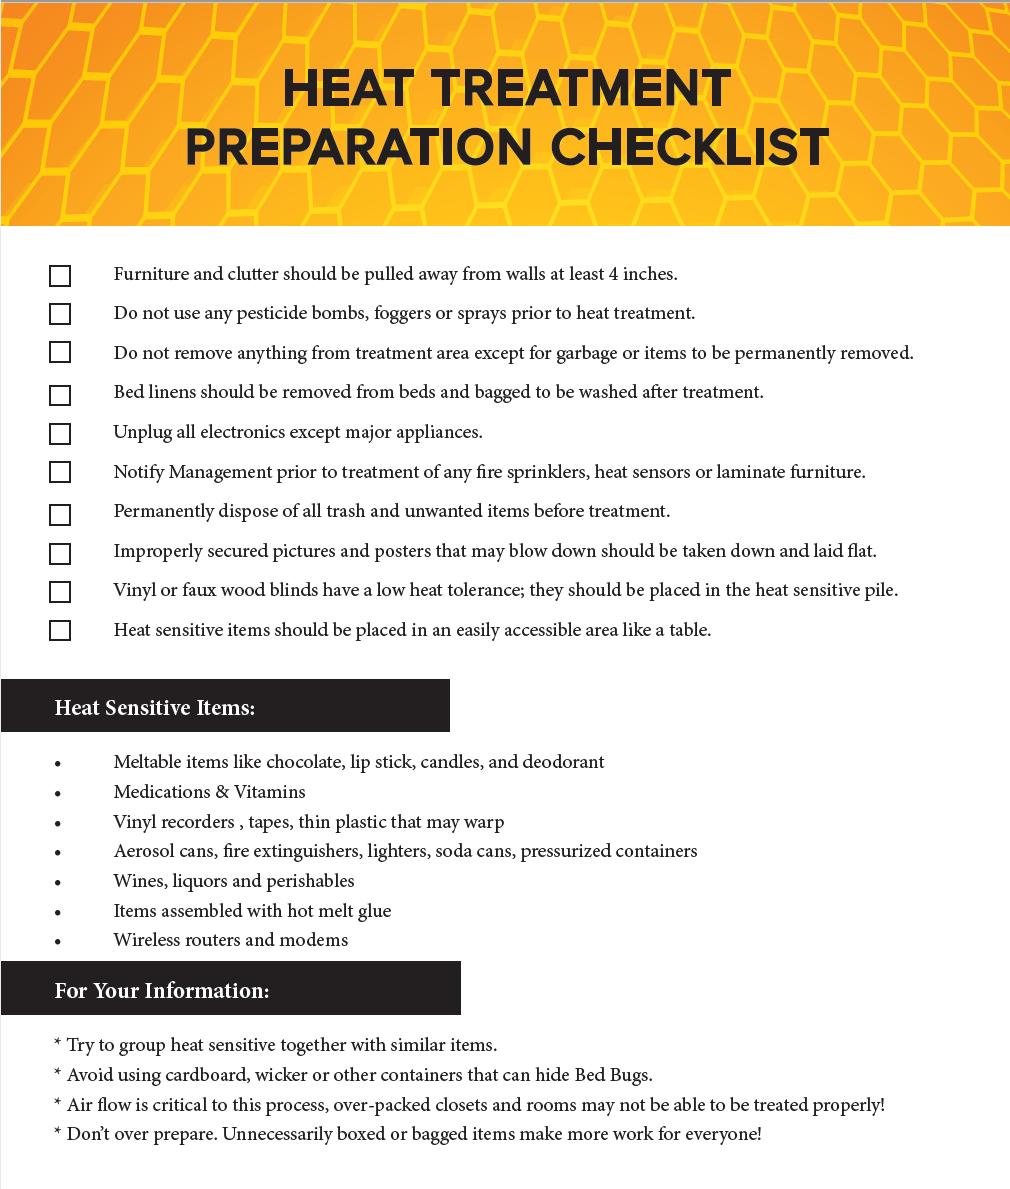 HEAT TREATMENT
PREPARATION CHECKLIST
Furniture and clutter should be pulled away from walls at least 4 inches.
Do not use any pesticide bombs, foggers or sprays prior to heat treatment.
Do not remove anything from treatment area except for garbage or items to be permanently removed.
Bed linens should be removed from beds and bagged to be washed after treatment.
Unplug all electronics except major appliances.
Notify Management prior to treatment of any fire sprinklers, heat sensors or laminate furniture.
Permanently dispose of all trash and unwanted items before treatment.
Improperly secured pictures and posters that may blow down should be taken down and laid flat.
Vinyl or faux wood blinds have a low heat tolerance; they should be placed in the heat sensitive pile.
Heat sensitive items should be placed in an easily accessible area like a table.
Heat Sensitive Items:
• Meltable items like chocolate, lip stick, candles, and deodorant
• Medications & Vitamins
• Vinyl recorders , tapes, thin plastic that may warp
• Aerosol cans, fire extinguishers, lighters, soda cans, pressurized containers
• Wines, liquors and perishables
• Items assembled with hot melt glue
• Wireless routers and modems
For Your Information:
* Try to group heat sensitive together with similar items.
* Avoid using cardboard, wicker or other containers that can hide Bed Bugs.
* Air flow is critical to this process, over-packed closets and rooms may not be able to be treated properly!
* Don’t over prepare. Unnecessarily boxed or bagged items make more work for everyone!